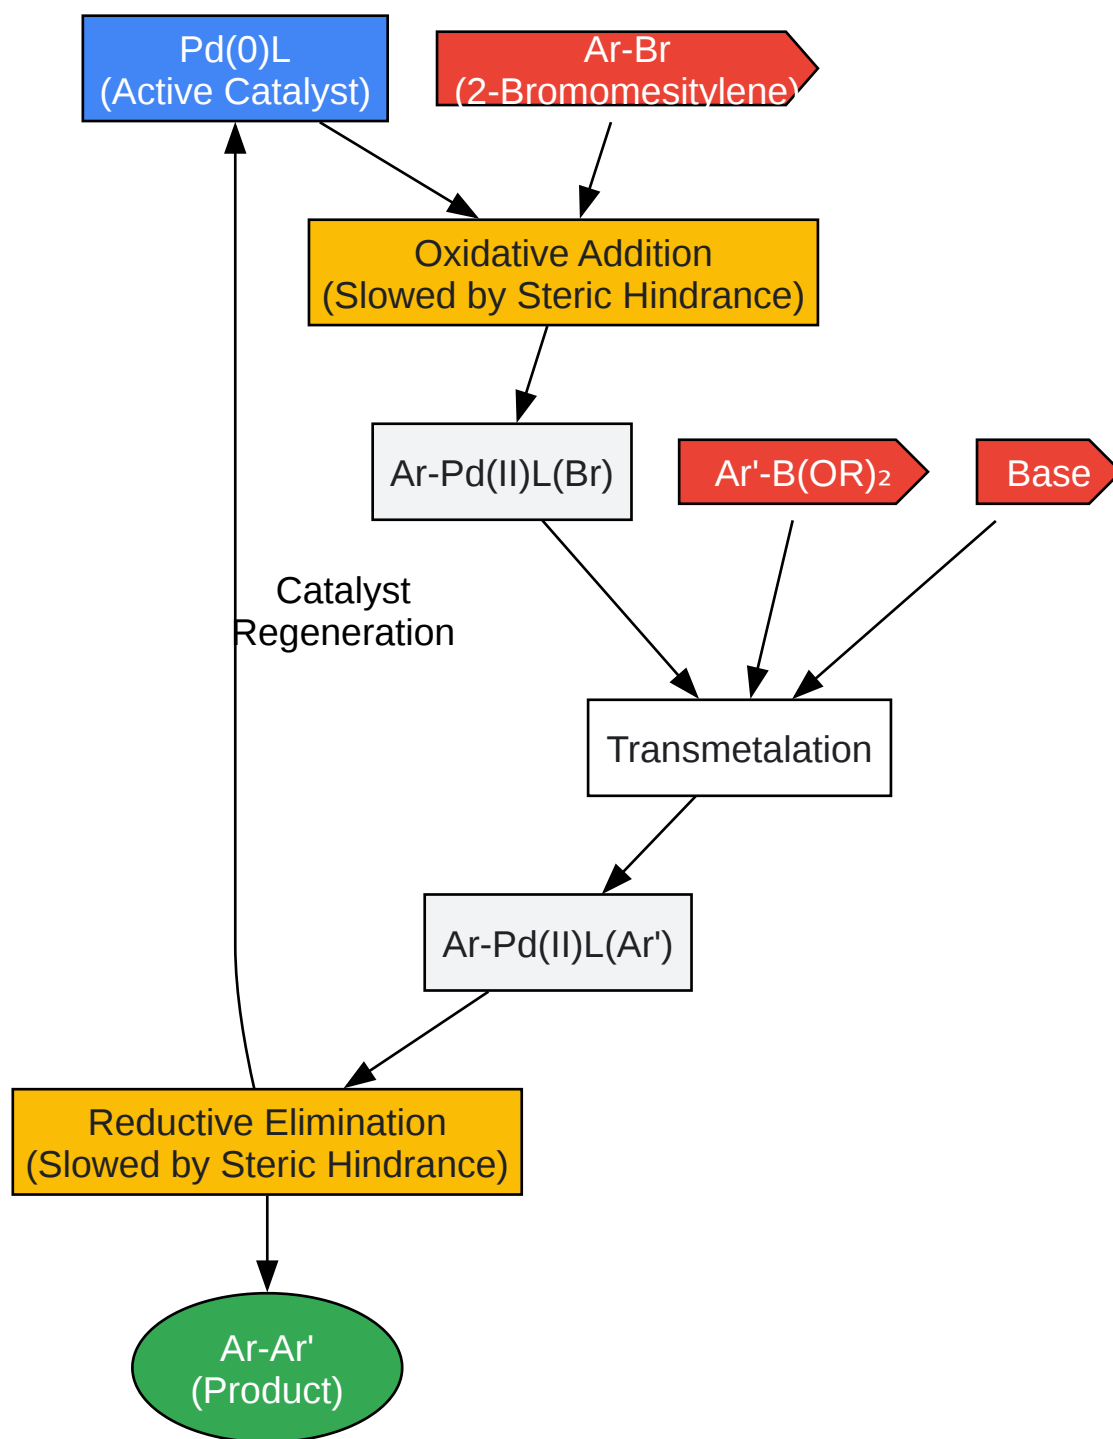 Pd(0)L
(Active Catalyst)
Ar-Br
(2-Bromomesitylene)
Oxidative Addition
(Slowed by Steric Hindrance)
Ar-Pd(II)L(Br)
Ar'-B(OR)₂
Base
Catalyst
Regeneration
Transmetalation
Ar-Pd(II)L(Ar')
Reductive Elimination
(Slowed by Steric Hindrance)
Ar-Ar'
(Product)